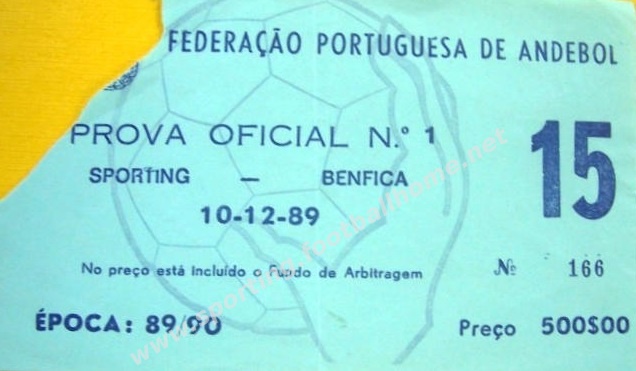 FEDERAÇÃO PORTUGUESA DE ANDEBOL
PROVA OFICIAL N.º 1
15
SPORTING — BENFICA
10-12-89
No preço está incluído o Fundo de Arbitragem
Nº 166
ÉPOCA: 89/90
Preço 500$00
www.sporting.footballhome.net